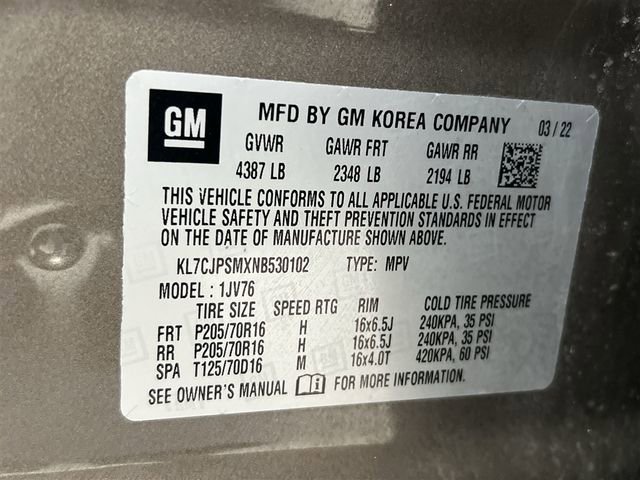 GM MFD BY GM KOREA COMPANY 03/22
GVWR GAWR FRT GAWR RR
4387 LB 2348 LB 2194 LB
THIS VEHICLE CONFORMS TO ALL APPLICABLE U.S. FEDERAL MOTOR
VEHICLE SAFETY AND THEFT PREVENTION STANDARDS IN EFFECT
ON THE DATE OF MANUFACTURE SHOWN ABOVE.
KL7CJPSMXNB530102 TYPE: MPV
MODEL : 1JV76
TIRE SIZE SPEED RTG RIM COLD TIRE PRESSURE
FRT P205/70R16 H 16x6.5J 240KPA, 35 PSI
RR P205/70R16 H 16x6.5J 240KPA, 35 PSI
SPA T125/70D16 M 16x4.0T 420KPA, 60 PSI
SEE OWNER'S MANUAL FOR MORE INFORMATION.